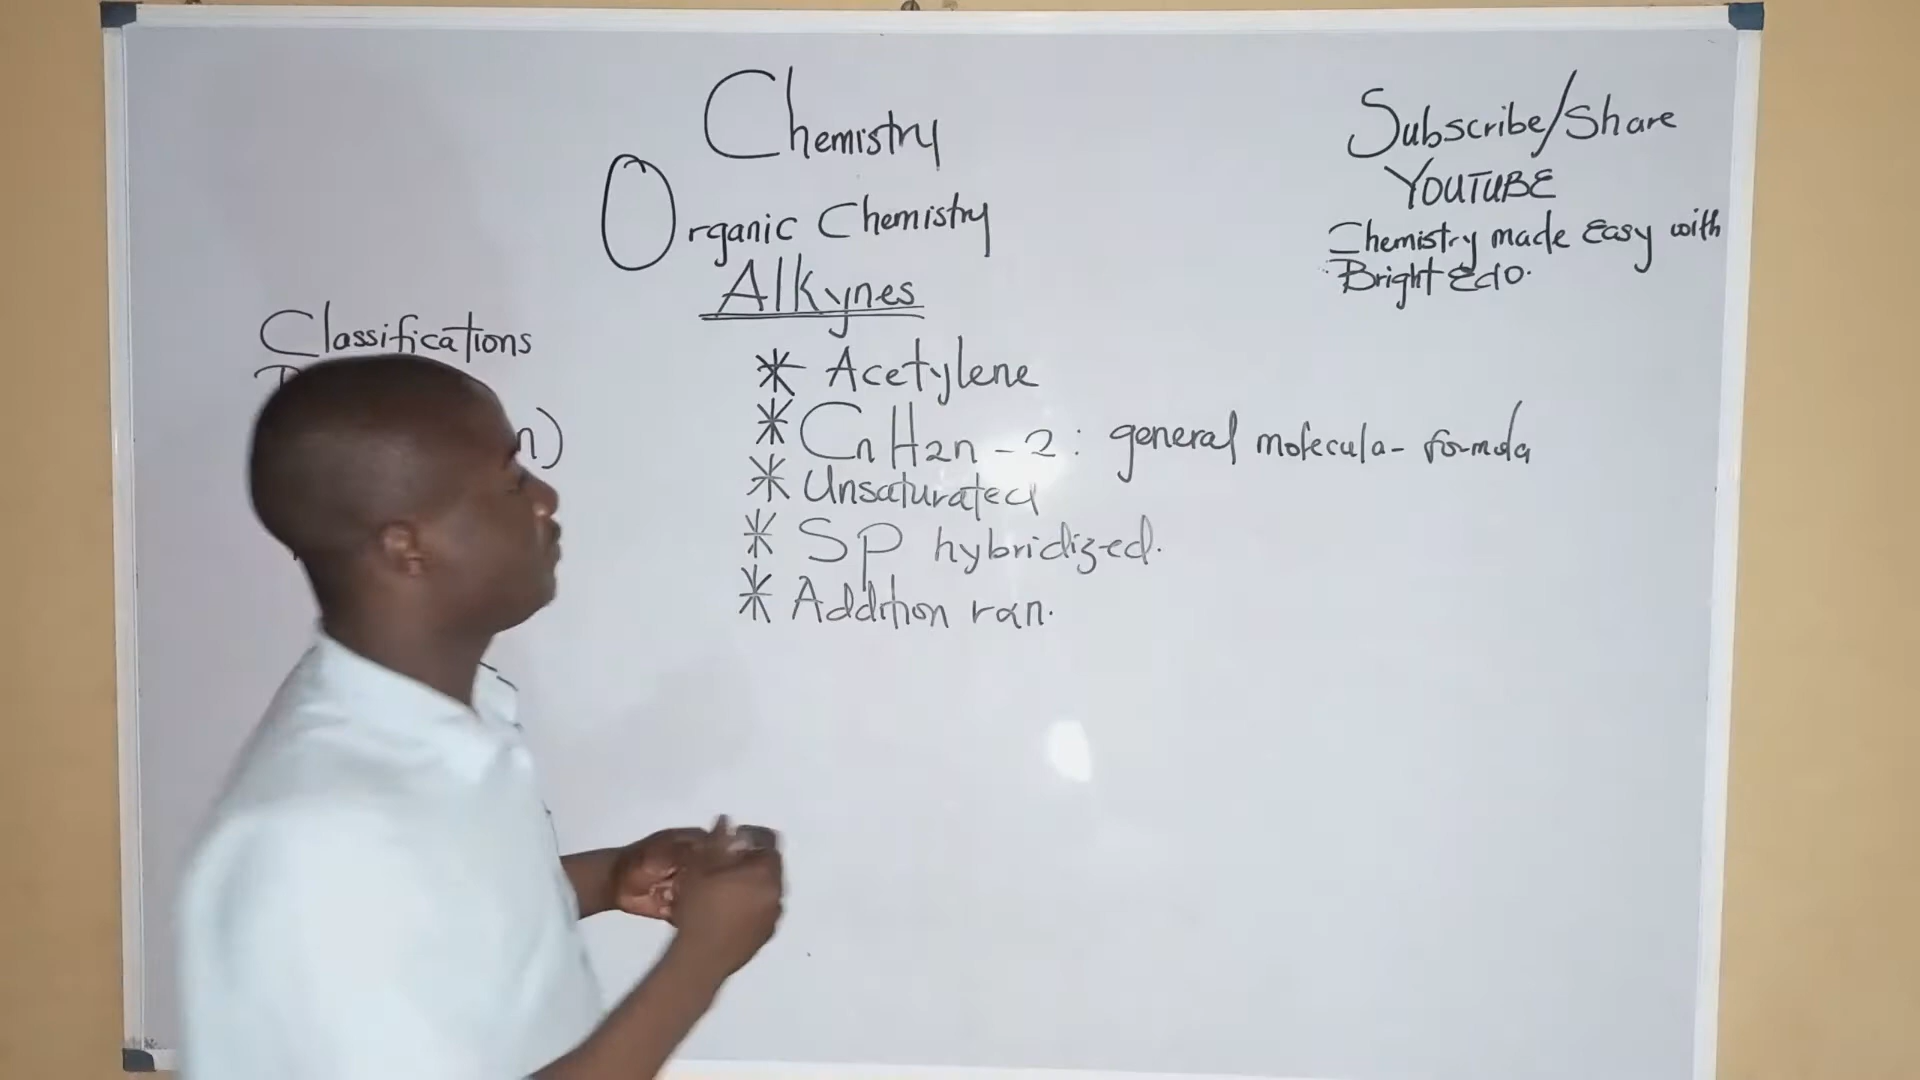 Chemistry
Organic Chemistry
Alkynes
Subscribe/Share
YOUTUBE
Chemistry made Easy with
Bright Edo.
Classifications
n)
* Acetylene
* CnH2n-2: general molecula- formula
* Unsaturated
* SP hybridized.
* Addition rxn.